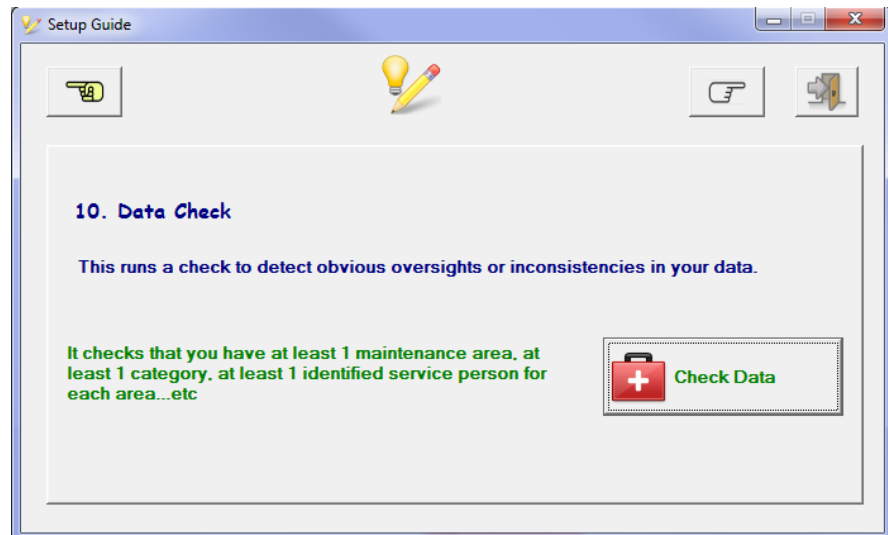 Setup Guide
10. Data Check
This runs a check to detect obvious oversights or inconsistencies in your data.
It checks that you have at least 1 maintenance area, at
least 1 category, at least 1 identified service person for
each area...etc
Check Data